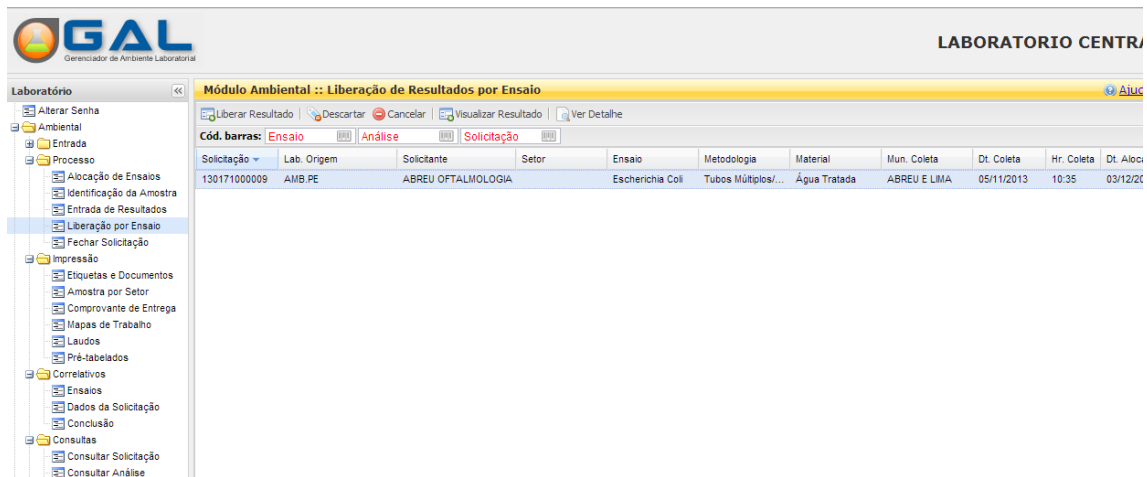 GAL
Gerenciador de Ambiente Laboratorial
LABORATORIO CENTRA
Laboratório
Alterar Senha
Ambiental
Entrada
Processo
Alocação de Ensaios
Identificação da Amostra
Entrada de Resultados
Liberação por Ensaio
Fechar Solicitação
Impressão
Etiquetas e Documentos
Amostra por Setor
Comprovante de Entrega
Mapas de Trabalho
Laudos
Pré-tabelados
Correlativos
Ensaios
Dados da Solicitação
Conclusão
Consultas
Consultar Solicitação
Consultar Análise
Módulo Ambiental :: Liberação de Resultados por Ensaio Ajud
Liberar Resultado Descartar Cancelar Visualizar Resultado Ver Detalhe
Cód. barras: Ensaio Análise Solicitação
Solicitação Lab. Origem Solicitante Setor Ensaio Metodologia Material Mun. Coleta Dt. Coleta Hr. Coleta Dt. Aloca
130171000009 AMB.PE ABREU OFTALMOLOGIA Escherichia Coli Tubos Múltiplos/... Água Tratada ABREU E LIMA 05/11/2013 10:35 03/12/20